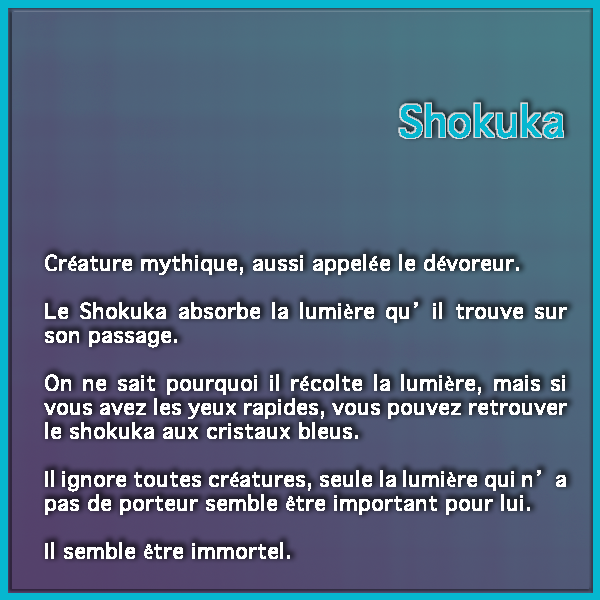 Shokuka
Créature mythique, aussi appelée le dévoreur.
Le Shokuka absorbe la lumière qu’il trouve sur
son passage.
On ne sait pourquoi il récolte la lumière, mais si
vous avez les yeux rapides, vous pouvez retrouver
le shokuka aux cristaux bleus.
Il ignore toutes créatures, seule la lumière qui n’a
pas de porteur semble être important pour lui.
Il semble être immortel.